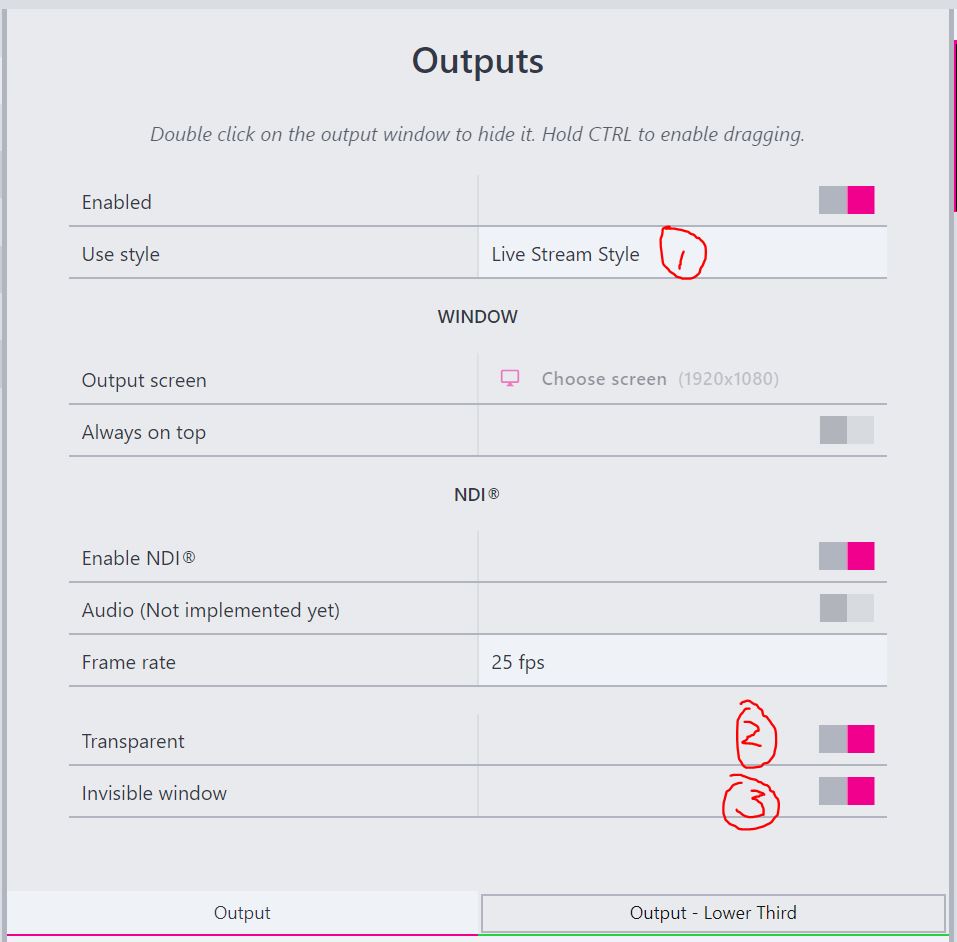 Outputs
Double click on the output window to hide it. Hold CTRL to enable dragging.
Enabled
Use style Live Stream Style 1
WINDOW
Output screen Choose screen (1920x1080)
Always on top
NDI®
Enable NDI®
Audio (Not implemented yet)
Frame rate 25 fps
Transparent 2
Invisible window 3
Output Output - Lower Third